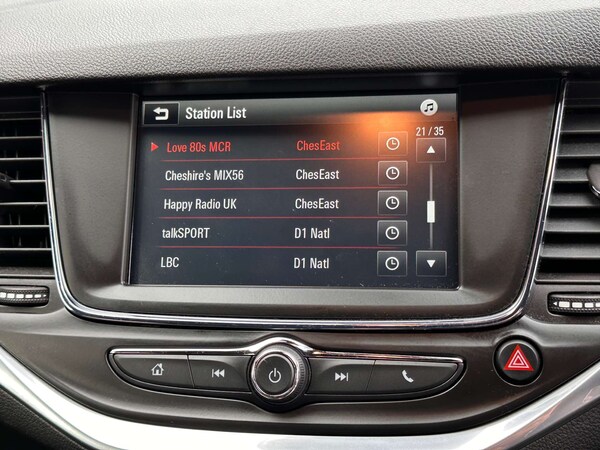 Station List
21 / 35
Love 80s MCR ChesEast
Cheshire's MIX56 ChesEast
Happy Radio UK ChesEast
talkSPORT D1 Natl
LBC D1 Natl